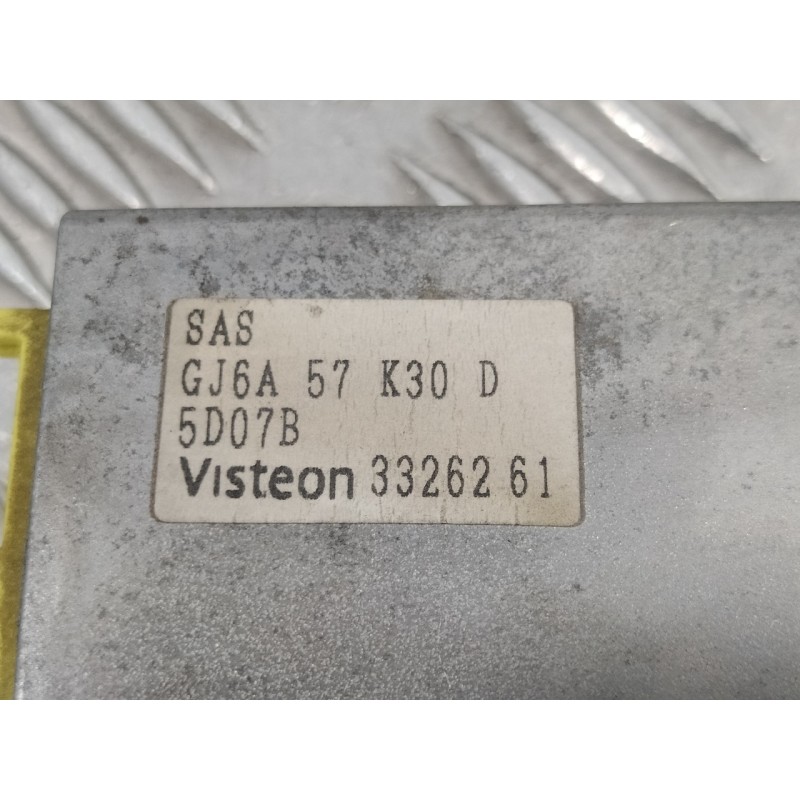 SAS
GJ6A 57 K30 D
5D07B
Visteon 33262 61